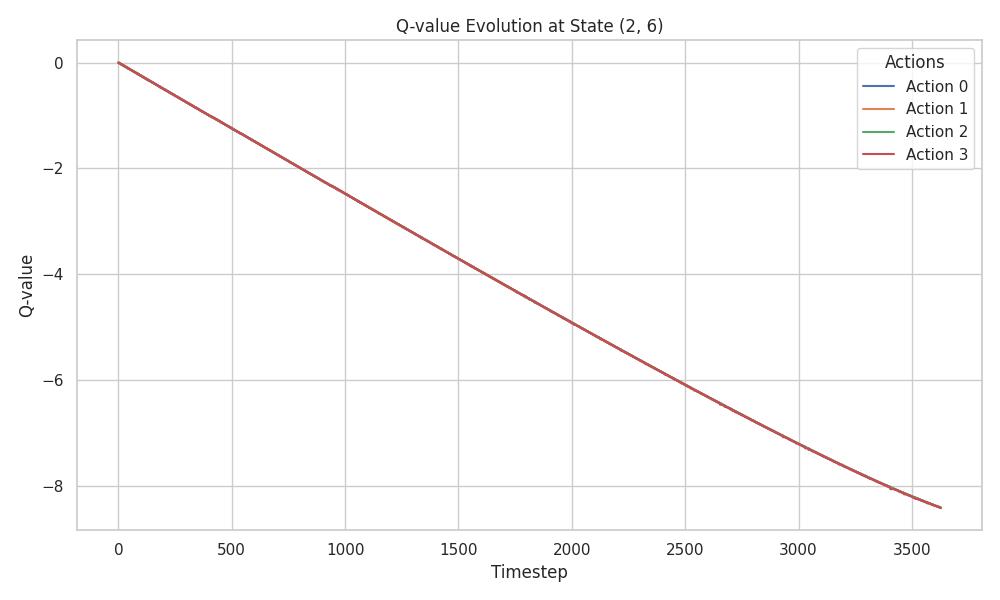 Q-value Evolution at State (2, 6)
Actions
Action 0
Action 1
Action 2
Action 3
Q-value
0
−2
−4
−6
−8
0 500 1000 1500 2000 2500 3000 3500
Timestep